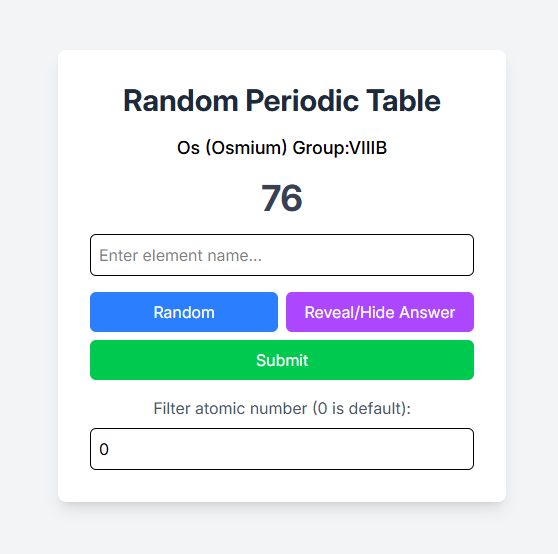 Random Periodic Table
Os (Osmium) Group:VIIIB
76
Enter element name...
Random
Reveal/Hide Answer
Submit
Filter atomic number (0 is default):
0